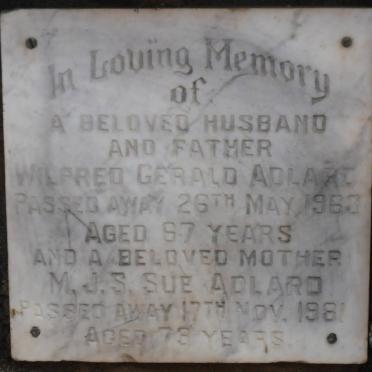 In Loving Memory
of
A BELOVED HUSBAND
AND FATHER
WILFRED GERALD ADLARD
PASSED AWAY 26TH MAY 1963
AGED 67 YEARS
AND A BELOVED MOTHER
M. J. S. SUE ADLARD
PASSED AWAY 17TH NOV. 1981
AGED 79 YEARS